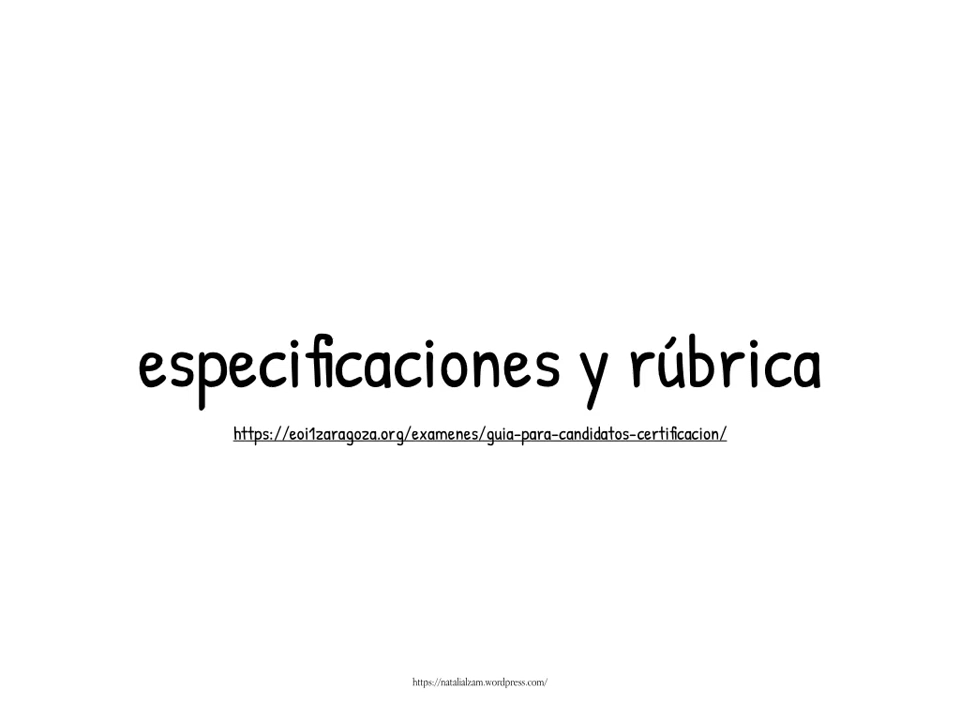 especificaciones y rúbrica
https://eoi1zaragoza.org/examenes/guia-para-candidatos-certificacion/
https://natalialzam.wordpress.com/